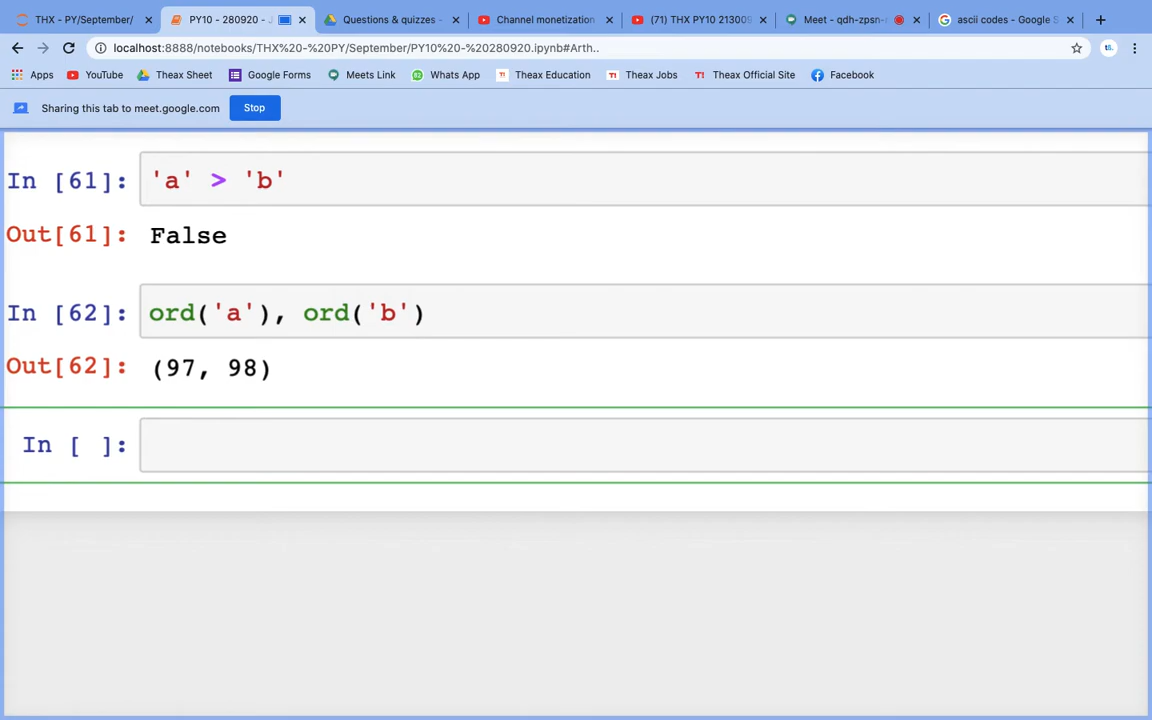 THX - PY/September/
PY10 - 280920 - J
Questions & quizzes -
Channel monetization
(71) THX PY10 213009
Meet - qdh-zpsn-
ascii codes - Google S
localhost:8888/notebooks/THX%20-%20PY/September/PY10%20-%20280920.ipynb#Arth..
Apps
YouTube
Theax Sheet
Google Forms
Meets Link
Whats App
Theax Education
Theax Jobs
Theax Official Site
Facebook
Sharing this tab to meet.google.com
Stop
In [61]: 'a' > 'b'
Out[61]: False
In [62]: ord('a'), ord('b')
Out[62]: (97, 98)
In [ ]: